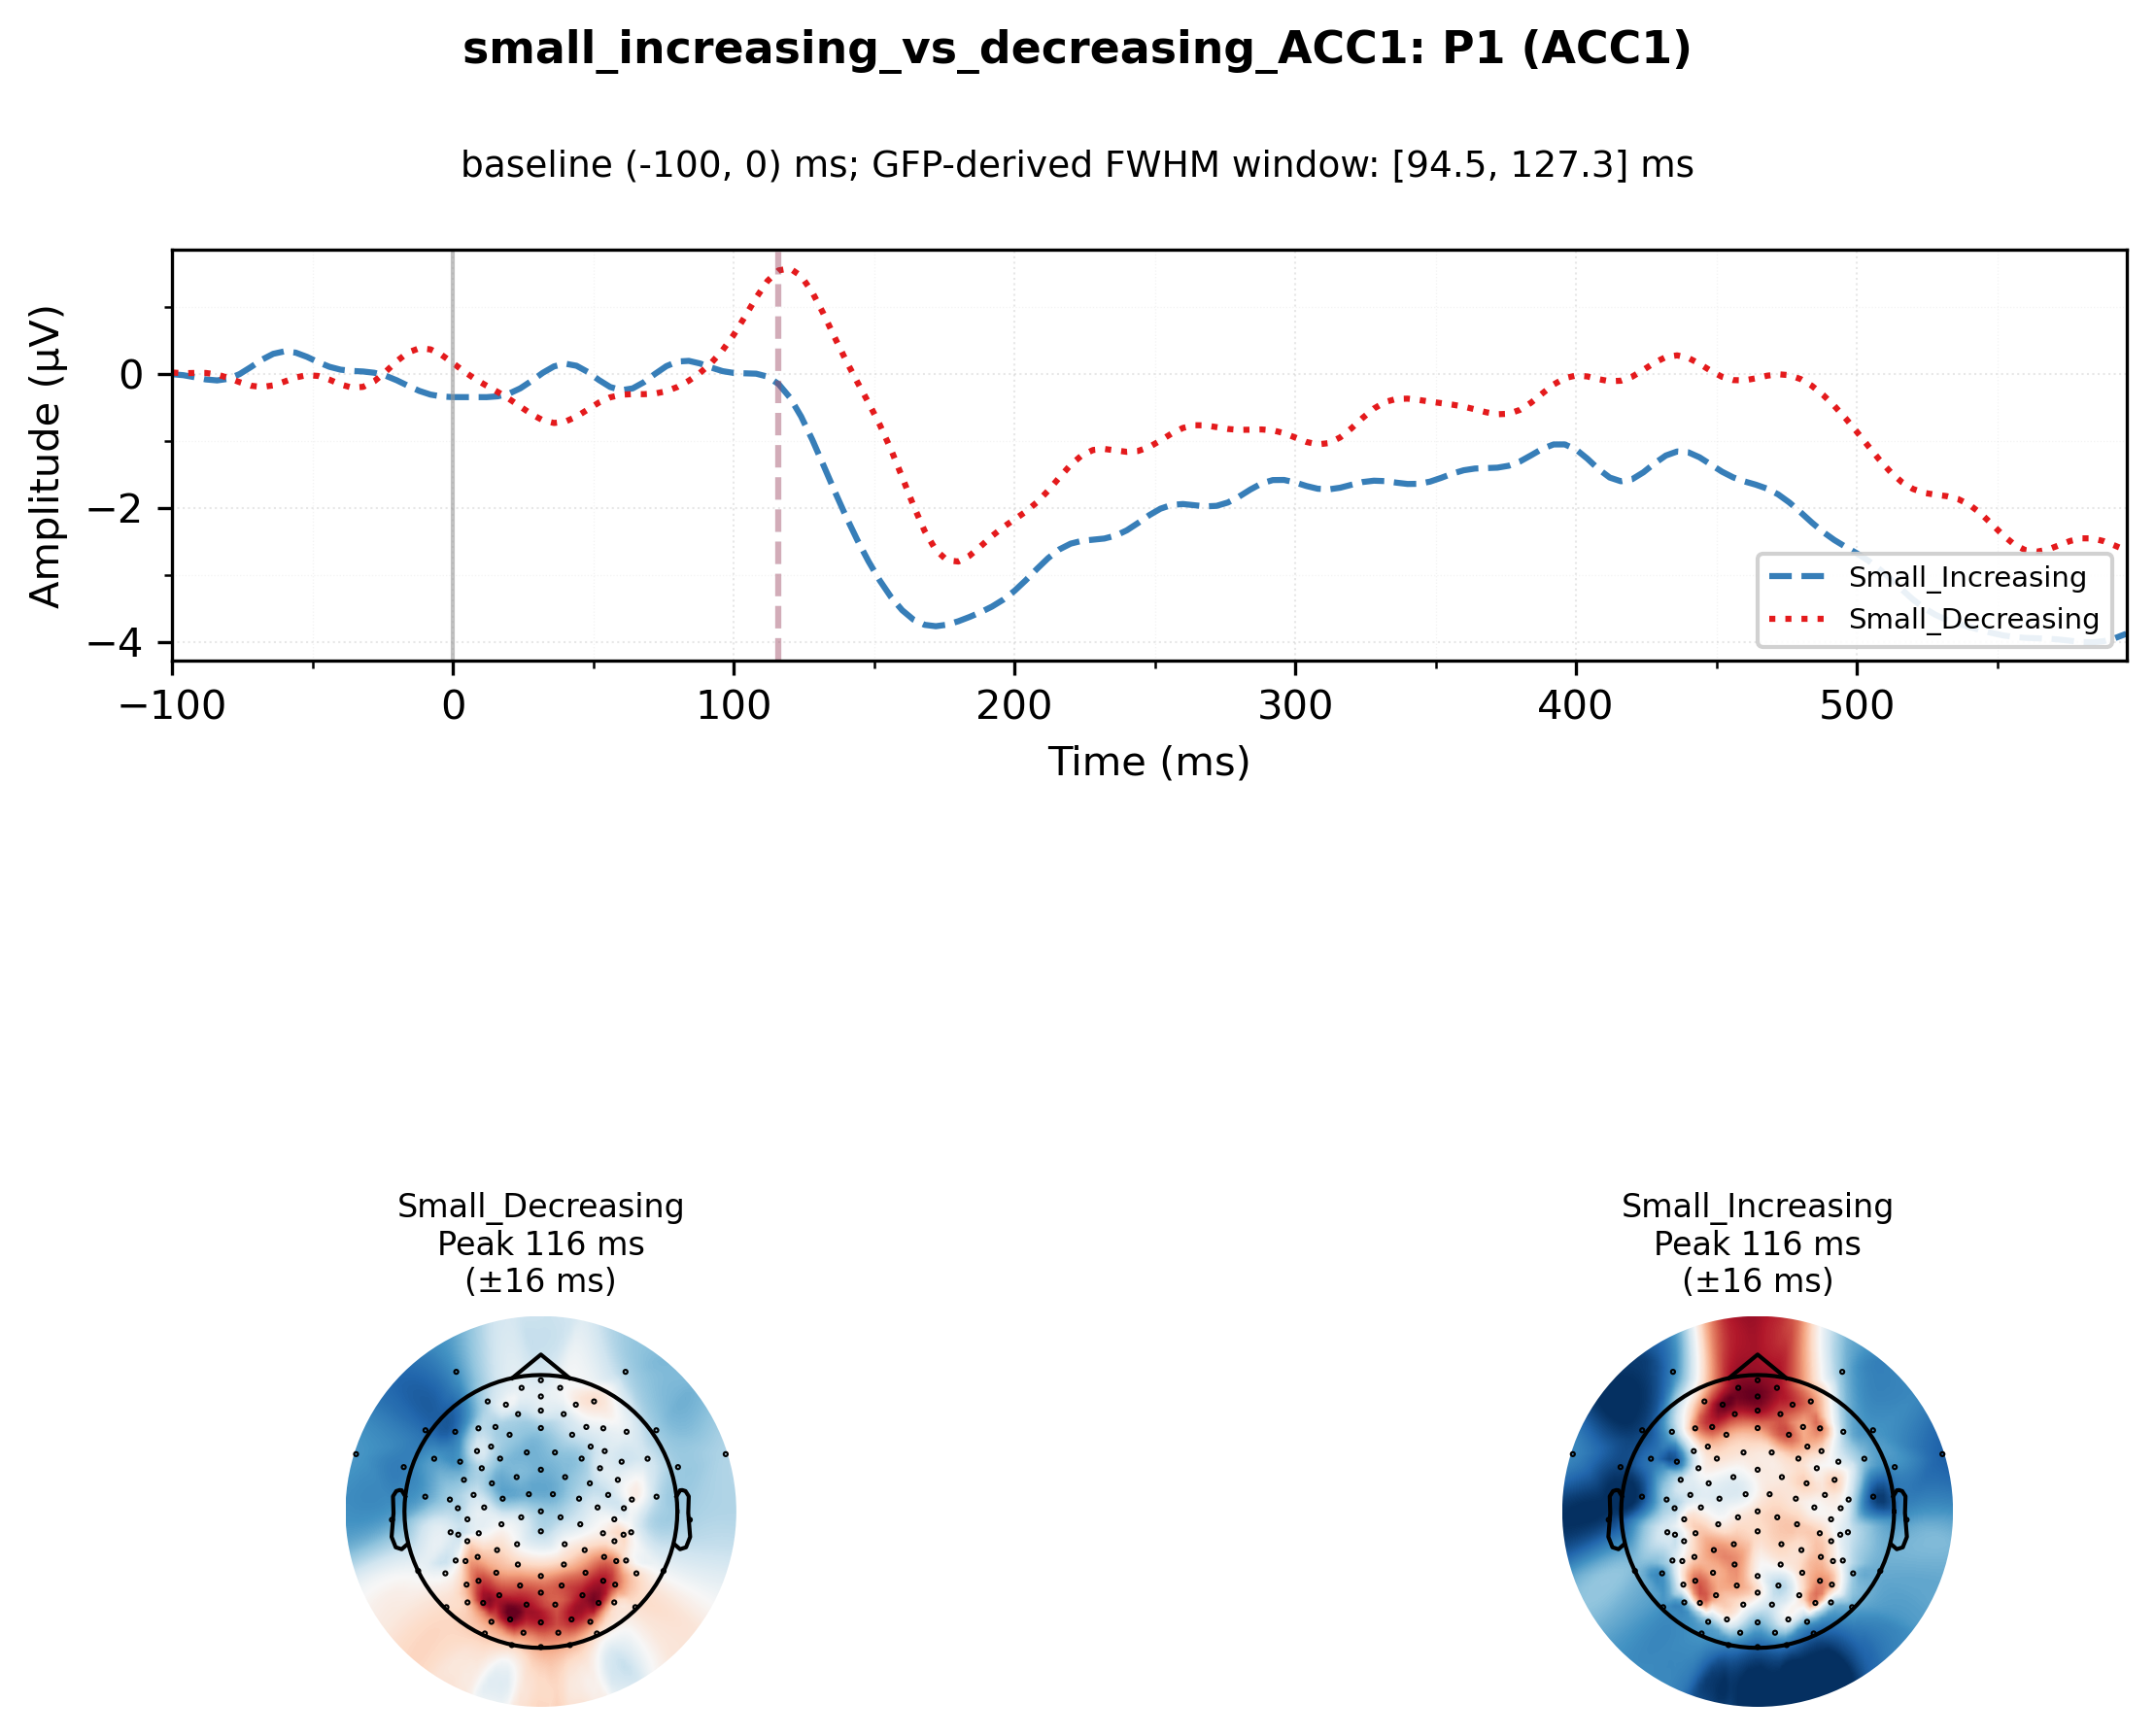 small_increasing_vs_decreasing_ACC1: P1 (ACC1)
baseline (-100, 0) ms; GFP-derived FWHM window: [94.5, 127.3] ms
Amplitude (µV)
0
−2
−4
Small_Increasing
Small_Decreasing
−100 0 100 200 300 400 500
Time (ms)
Small_Decreasing
Peak 116 ms
(±16 ms)
Small_Increasing
Peak 116 ms
(±16 ms)